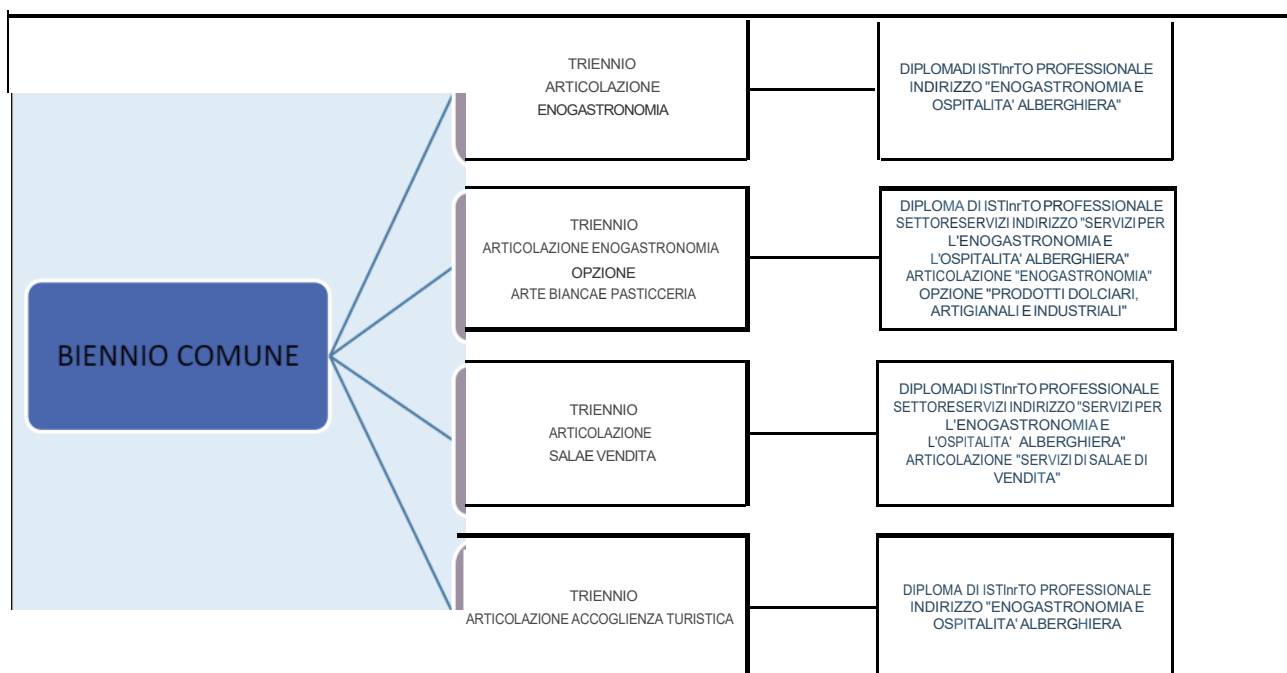 BIENNIO COMUNE
TRIENNIO
ARTICOLAZIONE
ENOGASTRONOMIA
DIPLOMADI ISTInrTO PROFESSIONALE
INDIRIZZO "ENOGASTRONOMIA E
OSPITALITA' ALBERGHIERA"
TRIENNIO
ARTICOLAZIONE ENOGASTRONOMIA
OPZIONE
ARTE BIANCAE PASTICCERIA
DIPLOMA DI ISTInrTO PROFESSIONALE
SETTORESERVIZI INDIRIZZO "SERVIZI PER
L'ENOGASTRONOMIA E
L'OSPITALITA' ALBERGHIERA"
ARTICOLAZIONE "ENOGASTRONOMIA"
OPZIONE "PRODOTTI DOLCIARI,
ARTIGIANALI E INDUSTRIALI"
TRIENNIO
ARTICOLAZIONE
SALAE VENDITA
DIPLOMADI ISTInrTO PROFESSIONALE
SETTORESERVIZI INDIRIZZO "SERVIZI PER
L'ENOGASTRONOMIA E
L'OSPITALITA' ALBERGHIERA"
ARTICOLAZIONE "SERVIZI DI SALAE DI
VENDITA"
TRIENNIO
ARTICOLAZIONE ACCOGLIENZA TURISTICA
DIPLOMA DI ISTInrTO PROFESSIONALE
INDIRIZZO "ENOGASTRONOMIA E
OSPITALITA' ALBERGHIERA